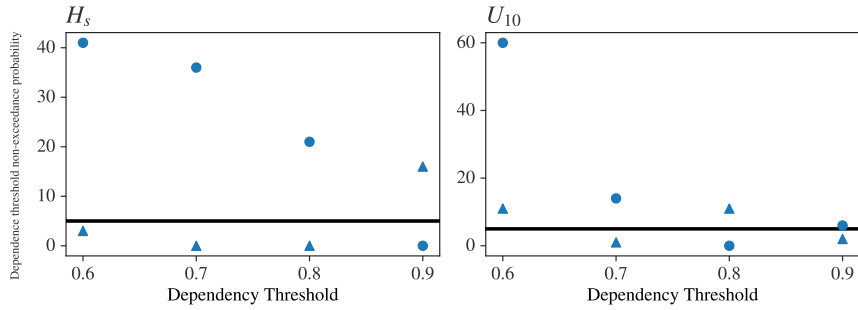 H_s
Dependence threshold non-exceedance probability
40
30
20
10
0
0.6 0.7 0.8 0.9
Dependency Threshold
U_10
60
40
20
0
0.6 0.7 0.8 0.9
Dependency Threshold